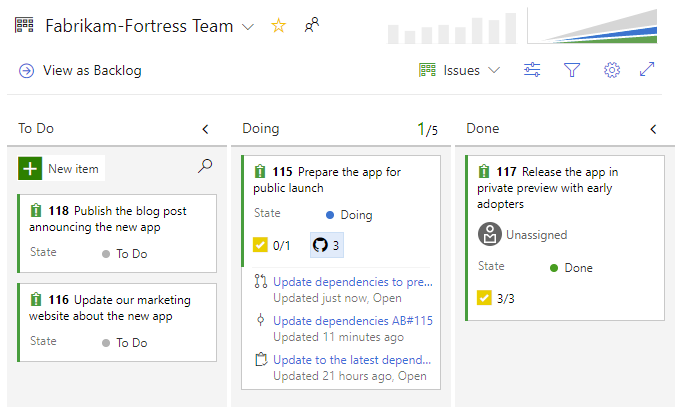 Fabrikam-Fortress Team
View as Backlog
Issues
To Do
Doing
1/5
Done
New item
118 Publish the blog post
announcing the new app
State
To Do
116 Update our marketing
website about the new app
State
To Do
115 Prepare the app for
public launch
State
Doing
0/1
3
Update dependencies to pre...
Updated just now, Open
Update dependencies AB#115
Updated 11 minutes ago
Update to the latest depend...
Updated 21 hours ago, Open
117 Release the app in
private preview with early
adopters
Unassigned
State
Done
3/3